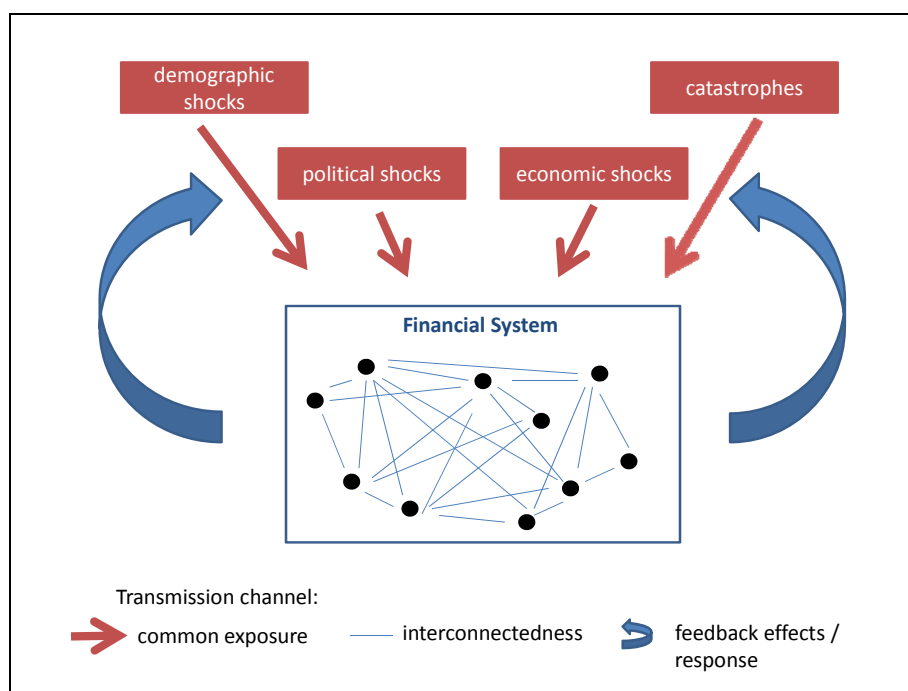 demographic
shocks
catastrophes
political shocks
economic shocks
Financial System
Transmission channel:
common exposure
interconnectedness
feedback effects /
response